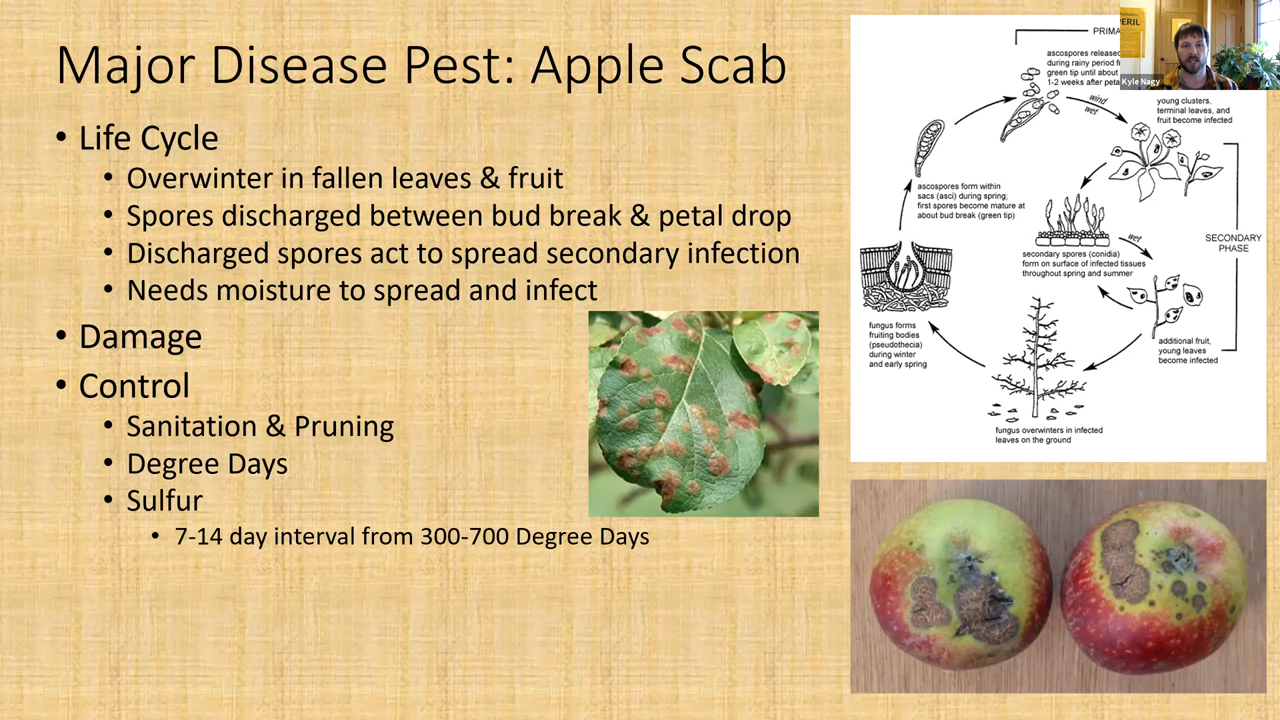 Major Disease Pest: Apple Scab
• Life Cycle
• Overwinter in fallen leaves & fruit
• Spores discharged between bud break & petal drop
• Discharged spores act to spread secondary infection
• Needs moisture to spread and infect
• Damage
• Control
• Sanitation & Pruning
• Degree Days
• Sulfur
• 7-14 day interval from 300-700 Degree Days
PRIMA
ascospores released
during rainy period f
green tip until about
1-2 weeks after peta
wind
wet
young clusters,
terminal leaves, and
fruit become infected
ascospores form within
sacs (asci) during spring;
first spores become mature at
about bud break (green tip)
SECONDARY
PHASE
wet
secondary spores (conidia)
form on surface of infected tissues
throughout spring and summer
fungus forms
fruiting bodies
(pseudothecia)
during winter
and early spring
additional fruit,
young leaves
become infected
fungus overwinters in infected
leaves on the ground
ERIL
Kyle Nagy